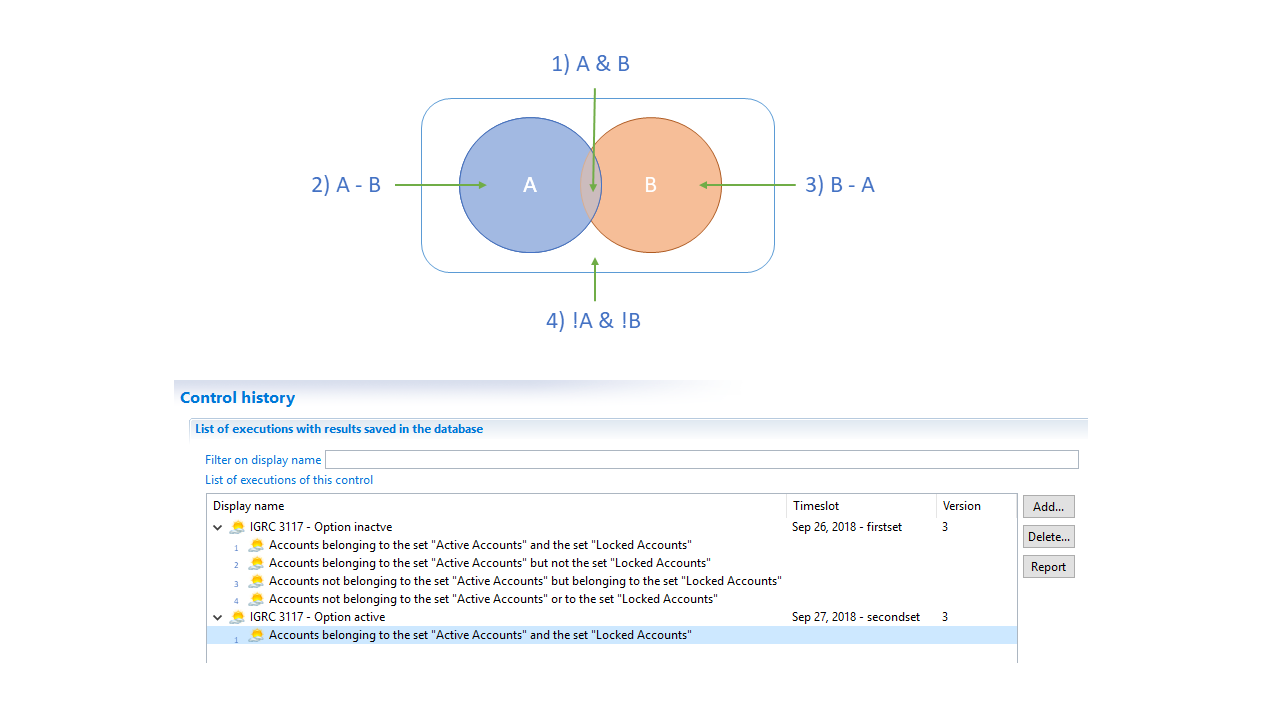 1) A & B
2) A - B
A
B
3) B - A
4) !A & !B
Control history
List of executions with results saved in the database
Filter on display name
List of executions of this control
Display name Timeslot Version
Add...
IGRC 3117 - Option inactve Sep 26, 2018 - firstset 3
1 Accounts belonging to the set "Active Accounts" and the set "Locked Accounts"
Delete...
2 Accounts belonging to the set "Active Accounts" but not the set "Locked Accounts"
Report
3 Accounts not belonging to the set "Active Accounts" but belonging to the set "Locked Accounts"
4 Accounts not belonging to the set "Active Accounts" or to the set "Locked Accounts"
IGRC 3117 - Option active Sep 27, 2018 - secondset 3
1 Accounts belonging to the set "Active Accounts" and the set "Locked Accounts"